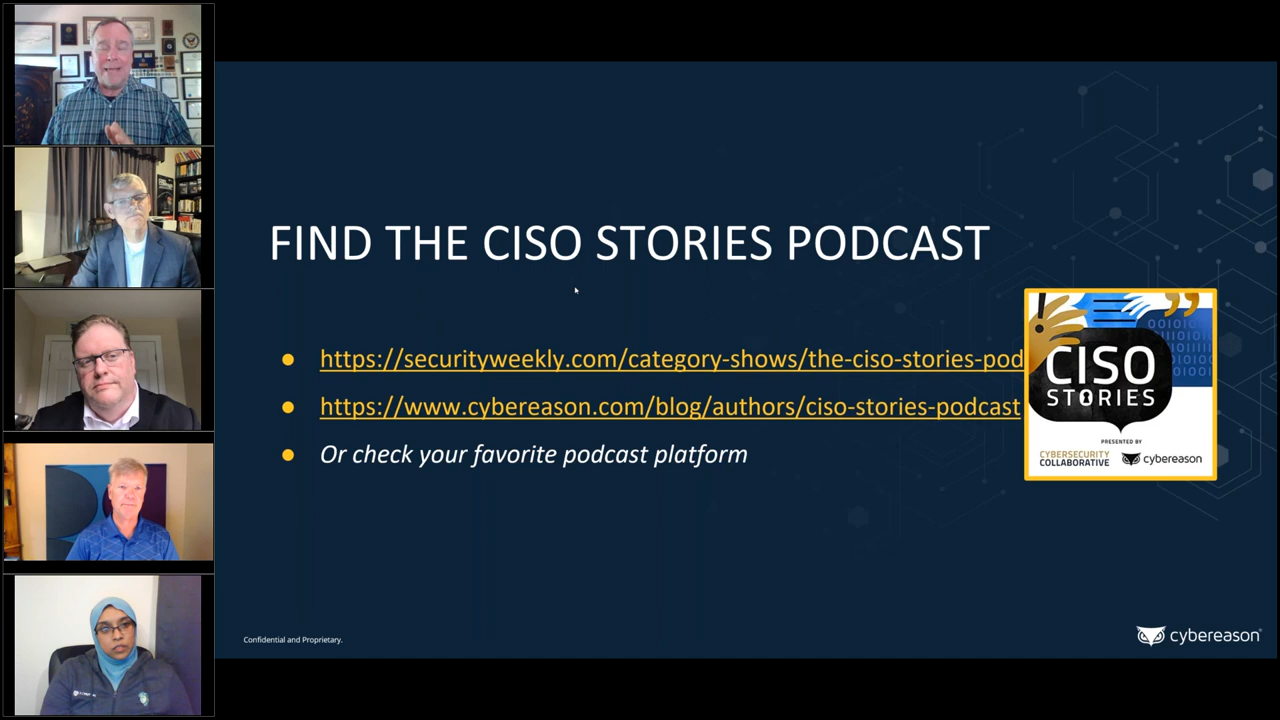 FIND THE CISO STORIES PODCAST
https://securityweekly.com/category-shows/the-ciso-stories-pod
https://www.cybereason.com/blog/authors/ciso-stories-podcast
Or check your favorite podcast platform
CISO
STORIES
PRESENTED BY
CYBERSECURITY
COLLABORATIVE
cybereason
Confidential and Proprietary.
cybereason